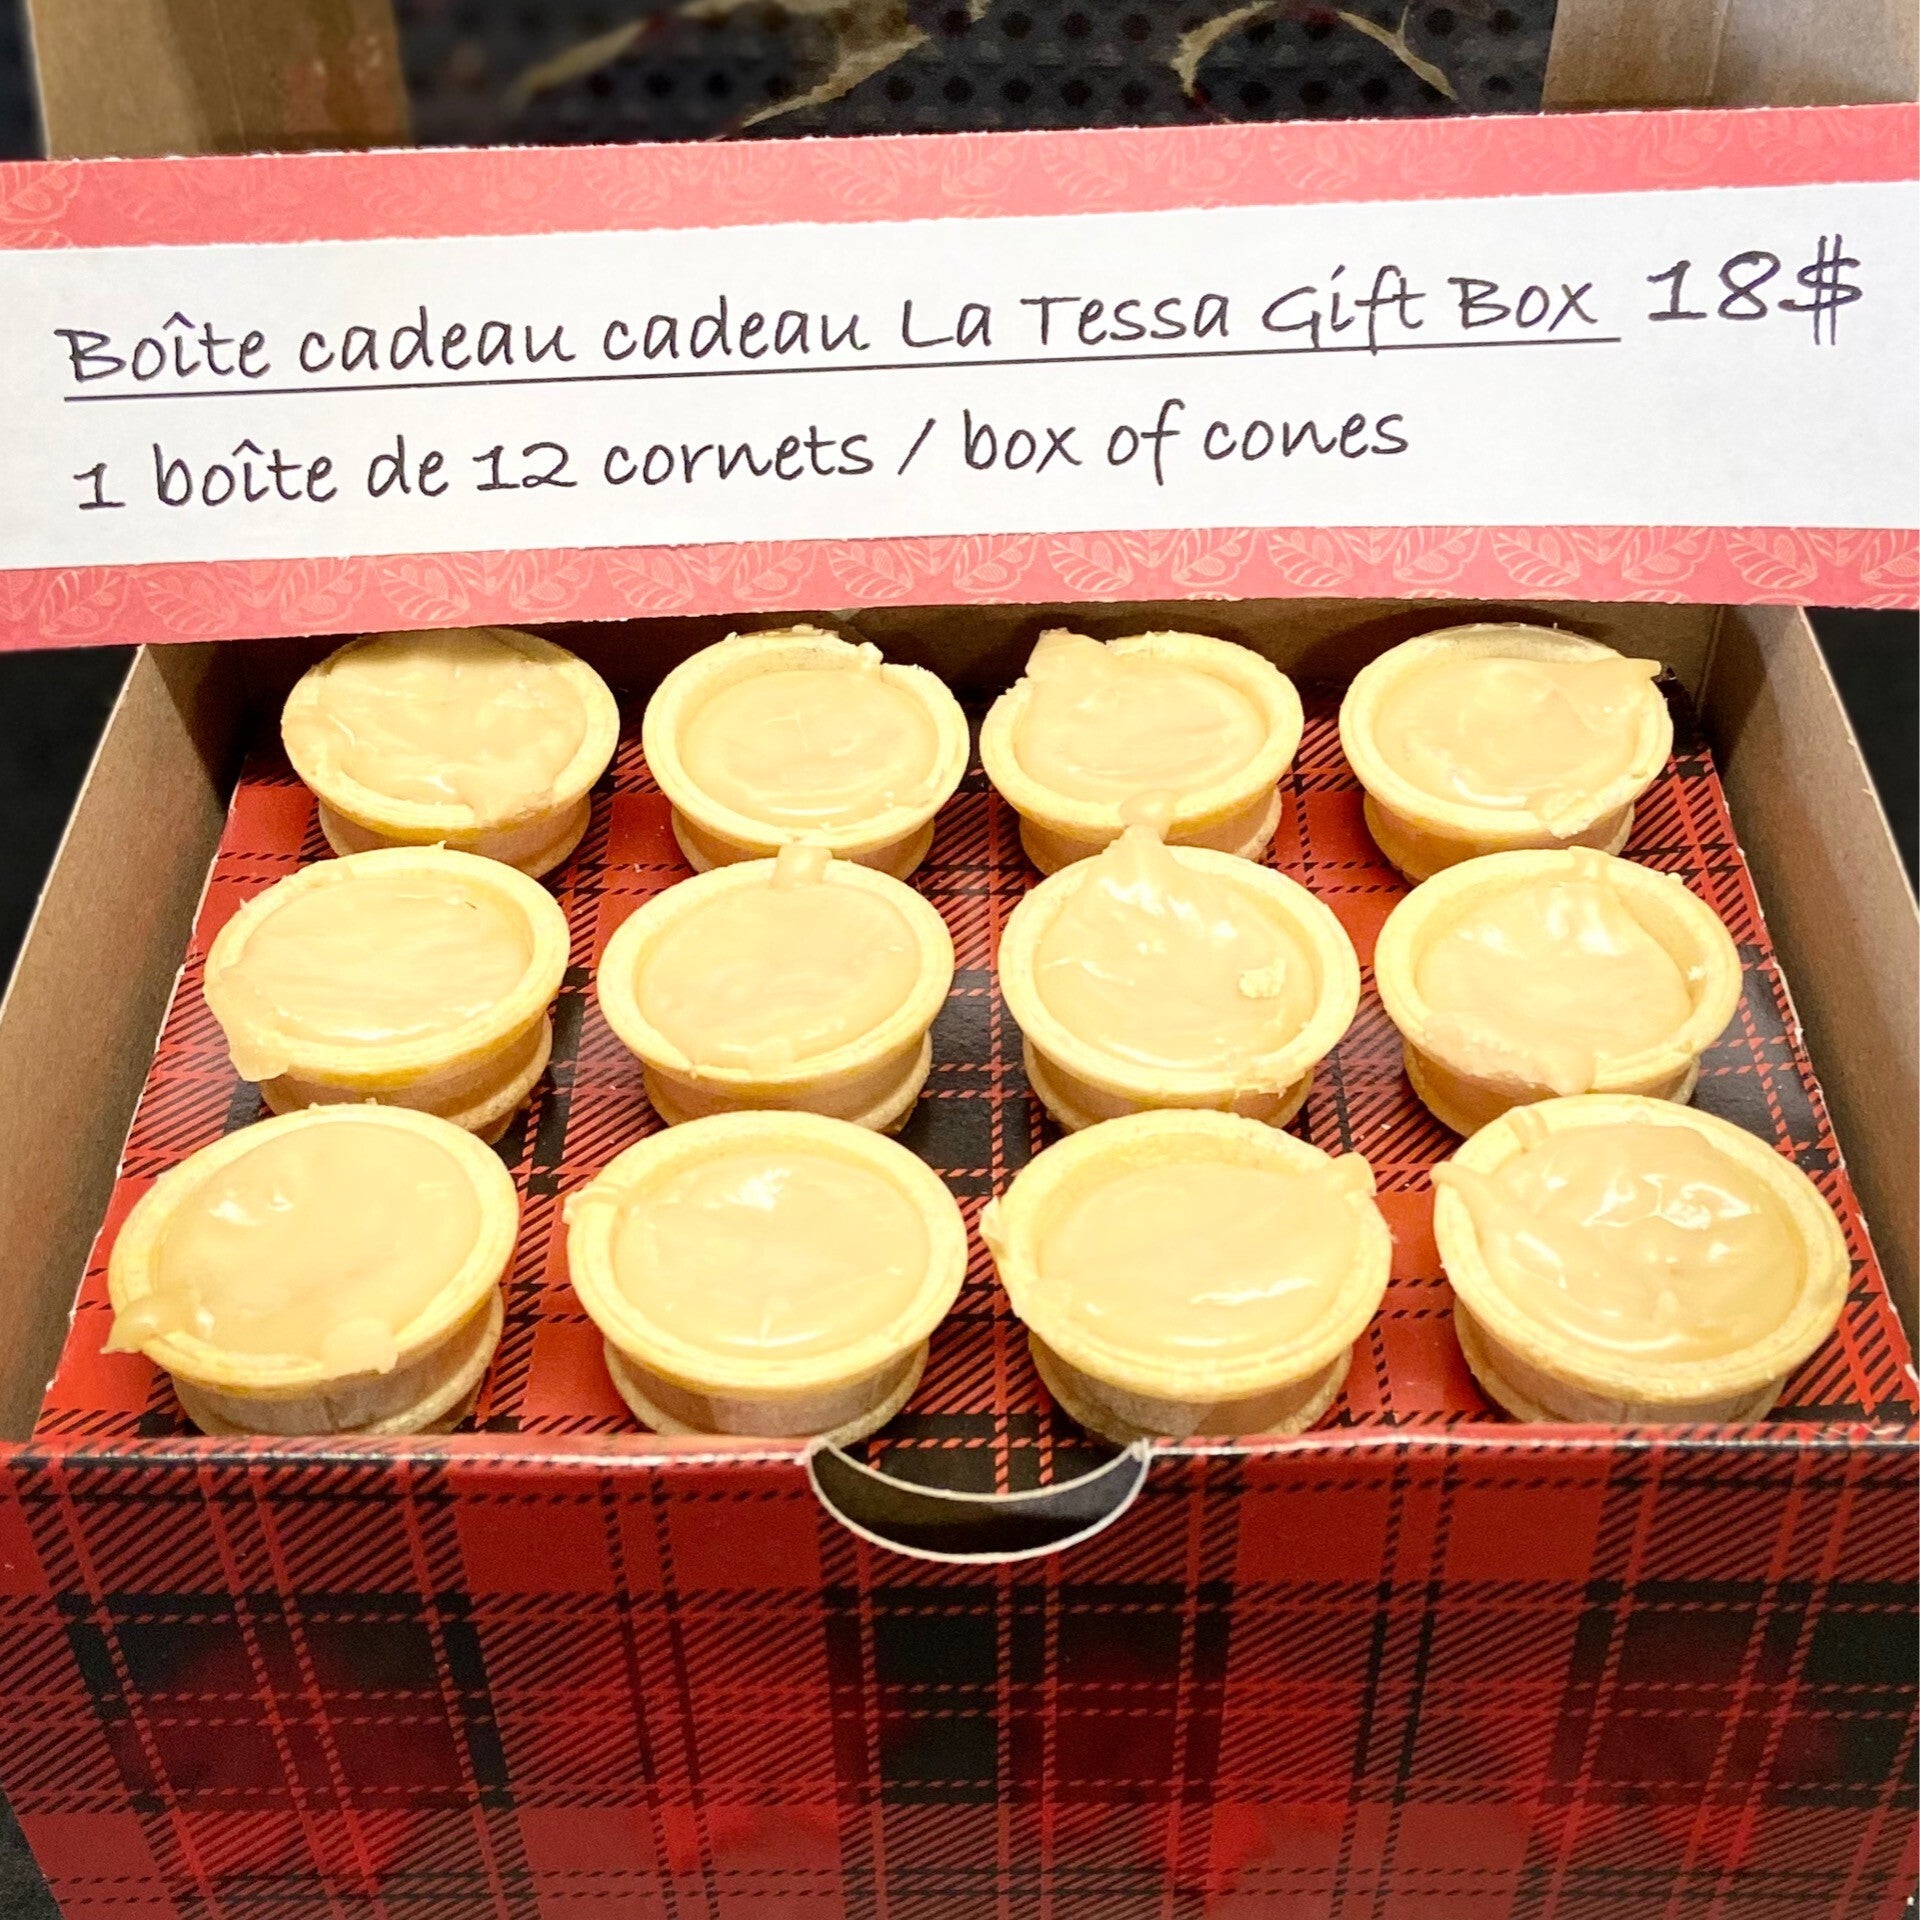 Boîte cadeau cadeau La Tessa Gift Box 18$
1 boîte de 12 cornets / box of cones